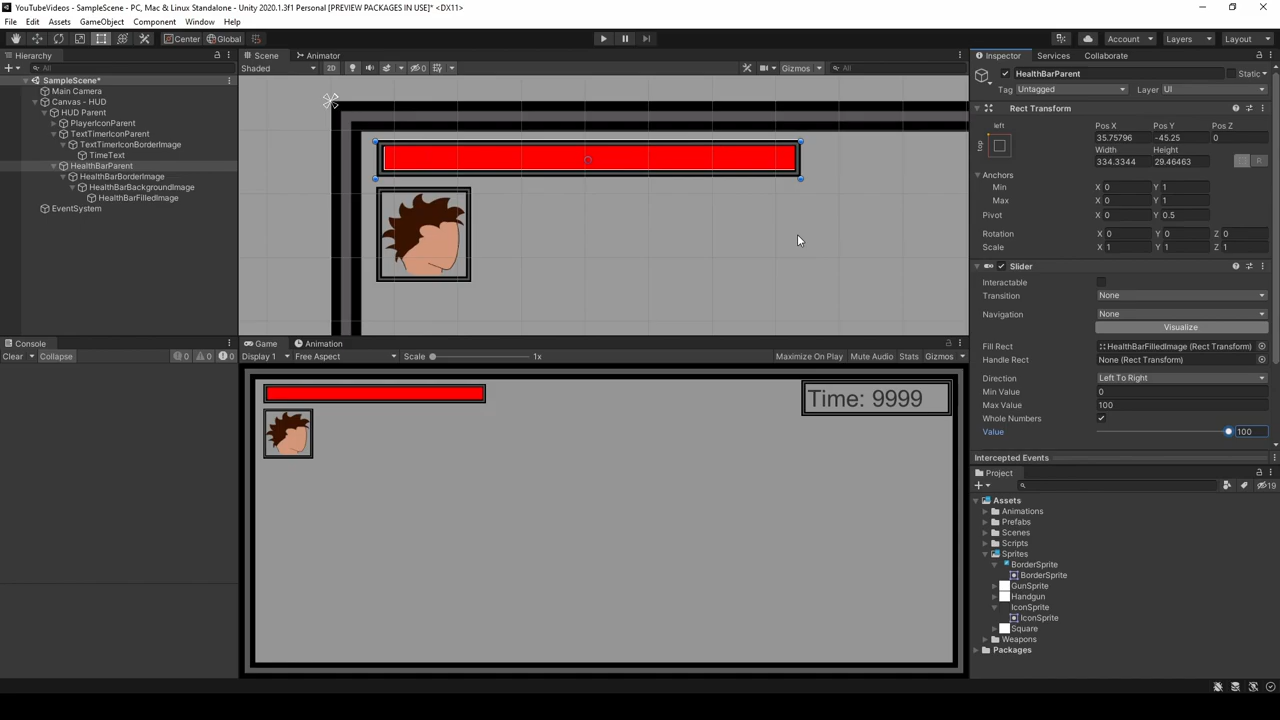 YouTubeVideos - SampleScene - PC, Mac & Linux Standalone - Unity 2020.1.3f1 Personal [PREVIEW PACKAGES IN USE]* <DX11>
File Edit Assets GameObject Component Window Help
Center Global Account Layers Layout
Hierarchy
All
SampleScene*
Main Camera
Canvas - HUD
HUD Parent
PlayerIconParent
TextTimerIconParent
TextTimerIconBorderImage
TimeText
HealthBarParent
HealthBarBorderImage
HealthBarBackgroundImage
HealthBarFilledImage
EventSystem
Scene Animator
Shaded 2D 0 Gizmos All
Console
Clear Collapse 0 0 0
Game Animation
Display 1 Free Aspect Scale 1x Maximize On Play Mute Audio Stats Gizmos
Time: 9999
Inspector Services Collaborate
HealthBarParent Static
Tag Untagged Layer UI
Rect Transform
left
top
Pos X Pos Y Pos Z
35.75796 -45.25 0
Width Height
334.3344 29.46463
R
Anchors
Min X 0 Y 1
Max X 0 Y 1
Pivot X 0 Y 0.5
Rotation X 0 Y 0 Z 0
Scale X 1 Y 1 Z 1
Slider
Interactable
Transition None
Navigation None
Visualize
Fill Rect HealthBarFilledImage (Rect Transform)
Handle Rect None (Rect Transform)
Direction Left To Right
Min Value 0
Max Value 100
Whole Numbers
Value 100
Intercepted Events
Project
19
Assets
Animations
Prefabs
Scenes
Scripts
Sprites
BorderSprite
BorderSprite
GunSprite
Handgun
IconSprite
IconSprite
Square
Weapons
Packages